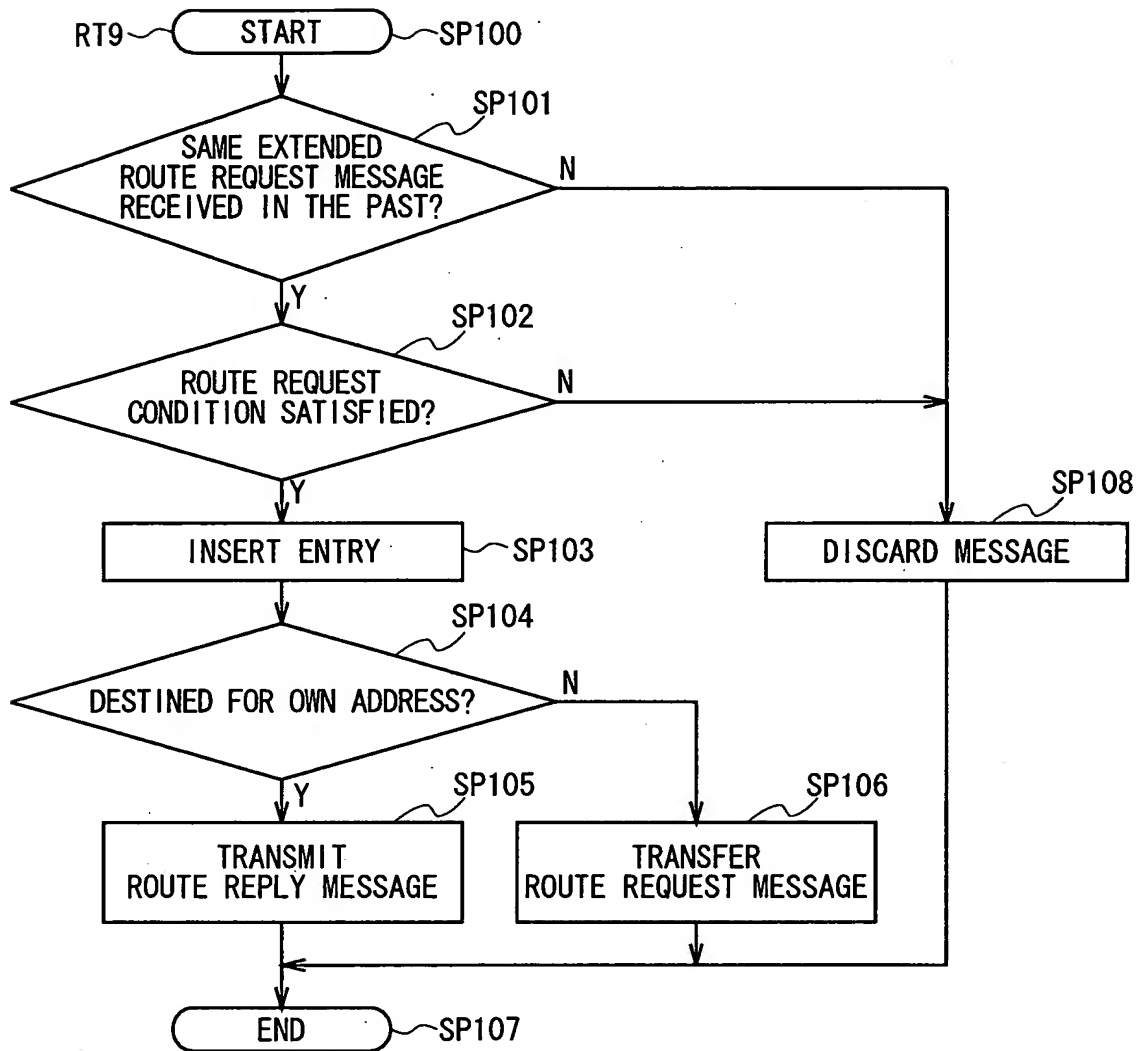 RT9
START
SP100
SP101
SAME EXTENDED
ROUTE REQUEST MESSAGE
RECEIVED IN THE PAST?
N
Y
SP102
ROUTE REQUEST
CONDITION SATISFIED?
N
Y
SP108
INSERT ENTRY
SP103
DISCARD MESSAGE
SP104
DESTINED FOR OWN ADDRESS?
N
Y
SP105
SP106
TRANSMIT
ROUTE REPLY MESSAGE
TRANSFER
ROUTE REQUEST MESSAGE
END
SP107